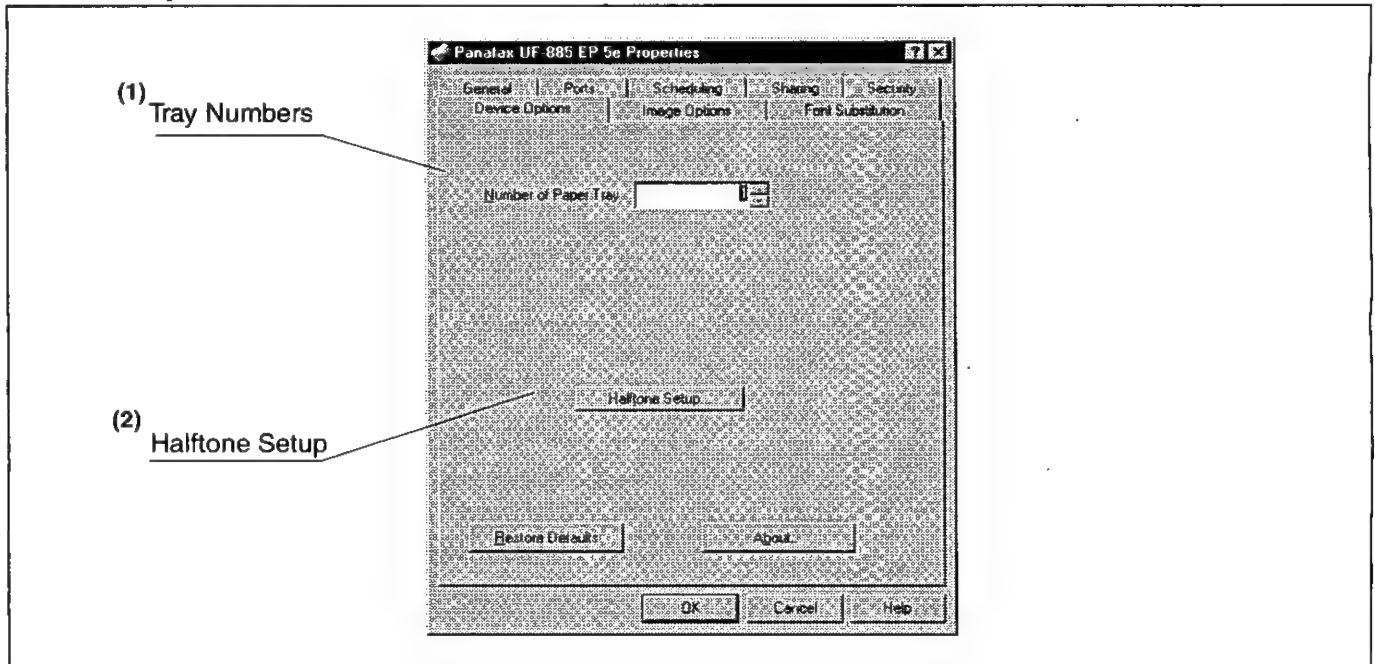 Panafax UF-885 EP 5e Properties
General Ports Scheduling Sharing Security
Device Options Image Options Font Substitution
(1)
Tray Numbers
Number of Paper Tray 1
Halftone Setup...
(2)
Halftone Setup
Restore Defaults About...
OK Cancel Help